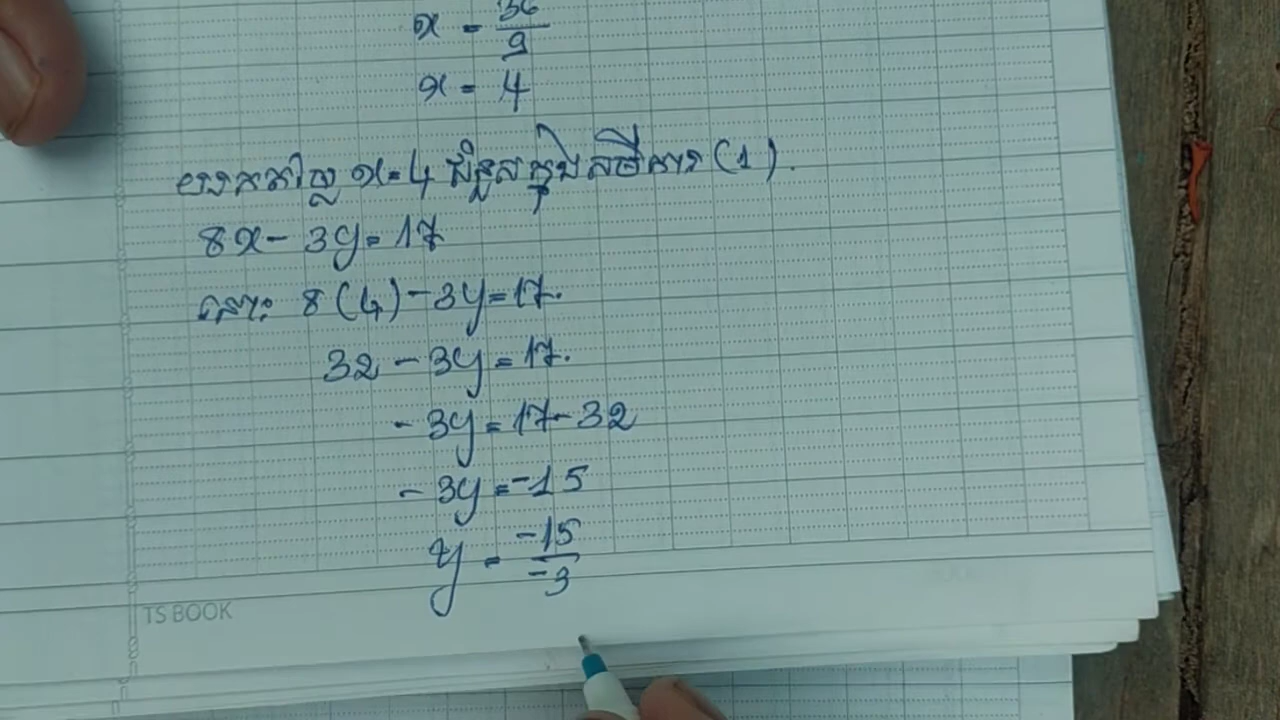 x = 36/9
x = 4
យកតម្លៃ x = 4 ជំនួសក្នុងសមីការ (1).
8x - 3y = 17
នោះ: 8(4) - 3y = 17.
32 - 3y = 17.
- 3y = 17 - 32
- 3y = -15
y = -15/-3
TS BOOK